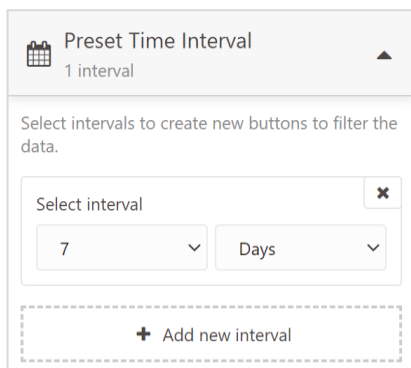 Preset Time Interval
1 interval
Select intervals to create new buttons to filter the
data.
Select interval
7 Days
Add new interval